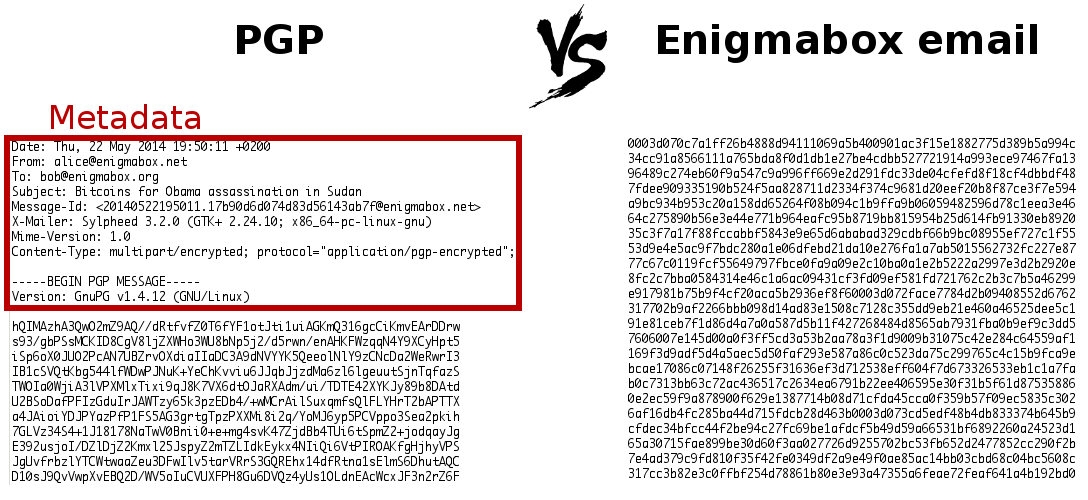 PGP
VS
Enigmabox email
Metadata
Date: Thu, 22 May 2014 19:50:11 +0200
From: alice@enigmabox.net
To: bob@enigmabox.org
Subject: Bitcoins for Obama assassination in Sudan
Message-Id: <20140522195011.17b90d6d074d83d56143ab7f@enigmabox.net>
X-Mailer: Sylpheed 3.2.0 (GTK+ 2.24.10; x86_64-pc-linux-gnu)
Mime-Version: 1.0
Content-Type: multipart/encrypted; protocol="application/pgp-encrypted";
-----BEGIN PGP MESSAGE-----
Version: GnuPG v1.4.12 (GNU/Linux)
hQIMAzhA3QwO2mZ9AQ//dRtfvfZ0T6fYF1otJti1uiAGKmQ316gcCiKmvEArDDrw
s93/gbPSsMCKID8CgV8ljZXWHo3WU8bNp5j2/d5rwn/enAHKFWzqqN4Y9XCyHpt5
iSp6oX0JUO2PcAN7UBZrvOXdiaIIaDC3A9dNVYYK5QeeolNlY9zCNcDa2WeRwrI3
IB1cSVQtKbg544lfWDwPJNuK+YeChKvviu6JJqbJjzdMa6zl6lgeuutSjnTqfazS
TWOIa0WjiA3lVPXMlxTixi9qJ8K7VX6dtOJaRXAdm/ui/TDTE42XYKJy89b8DAtd
U2BSoDafPFIzGduIrJAWTzy65k3pzEDb4/+wMCrAilSuxqmfsQlFLYHrT2bAPTTX
a4JAioiYDJPYazPfP1FS5AG3grtgTpzPXXMi8i2q/YoMJ6yp5PCVppo3Sea2pkih
7GLVz34S4+1J18178NaTwV0Bnii0+e+mg4svK47ZjdBb4TUi6tSpmZ2+jodqayJg
E392usjoI/DZlDjZ2Kmxl25JspyZ2mTZLIdkEykx4NIiQi6VtPIROAKfgHjhyVPS
JgUvfrbzlYTCWtwaaZeu3DFwIlv5tarVRrS3GQREhx14dfRtna1sElmS6DhutAQC
D10sJ9QvVwpXvEBQ2D/WV5oIuCVUXFPH8Gu6DVQz4yUs1OLdnEAcWcxJF3n2rZ6F
0003d070c7a1ff26b4888d94111069a5b400901ac3f15e1882775d389b5a994c
34cc91a8566111a765bda8f0d1db1e27be4cdbb527721914a993ece97467fa13
96489c274eb60f9a547c9a996ff669e2d291fdc33de04cfefd8f18cf4dbbdf48
7fdee909335190b524f5aa828711d2334f374c9681d20eef20b8f87ce3f7e594
a9bc934b953c20a158dd65264f08b094c1b9ffa9b06059482596d78c1eea3e46
64c275890b56e3e44e771b964eafc95b8719bb815954b25d614fb91330eb8920
35c3f7a17f88fccabbf5843e9e65d6ababad329cdbf66b9bc08955ef727c1f55
53d9e4e5ac9f7bdc280a1e06dfebd21da10e276fa1a7ab5015562732fc227e87
77c67c0119fcf55649797fbce0fa9a09e2c10ba0a1e2b5222a2997e3d2b2920e
8fc2c7bba0584314e46c1a6ac09431cf3fd09ef581fd721762c2b3c7b5a46299
e917981b75b9f4cf20aca5b2936ef8f60003d072face7784d2b09408552d6762
317702b9af2266bbb098d14ad83e1508c7128c355dd9eb21e460a46525dee5c1
91e81ceb7f1d86d4a7a0a587d5b11f427268484d8565ab7931fba0b9ef9c3dd5
7606007e145d00a0f3ff5cd3a53b2aa78a3f1d9009b31075c42e284c64559af1
169f3d9adf5d4a5aec5d50faf293e587a86c0c523da75c299765c4c15b9fca9e
bcae17086c07148f26255f31636ef3d712538eff604f7d6733 26533eb1c1a7fa
b0c7313bb63c72ac436517c2634ea6791b22ee406595e30f31b5f61d87535886
0e2ec59f9a878900f629e1387714b08d71cfda45cca0f359b57f09ec5835c302
6af16db4fc285ba44d715fdcb28d463b0003d073cd5edf48b4db833374b645b9
cfdec34bfcc44f2be94c27fc69be1afdcf5b49d59a66531bf6892260a24523d1
65a30715fae899be30d60f3aa027726d9255702bc53fb652d2477852cc290f2b
7e4ad379c9fd810f35f42fe0349df2a9e49f0ae85ac14bb03cbd68c04bc5608c
317cc3b82e3c0ffbf254d78861b80e3e93a47355a6feae72feaf641a4b192bd0